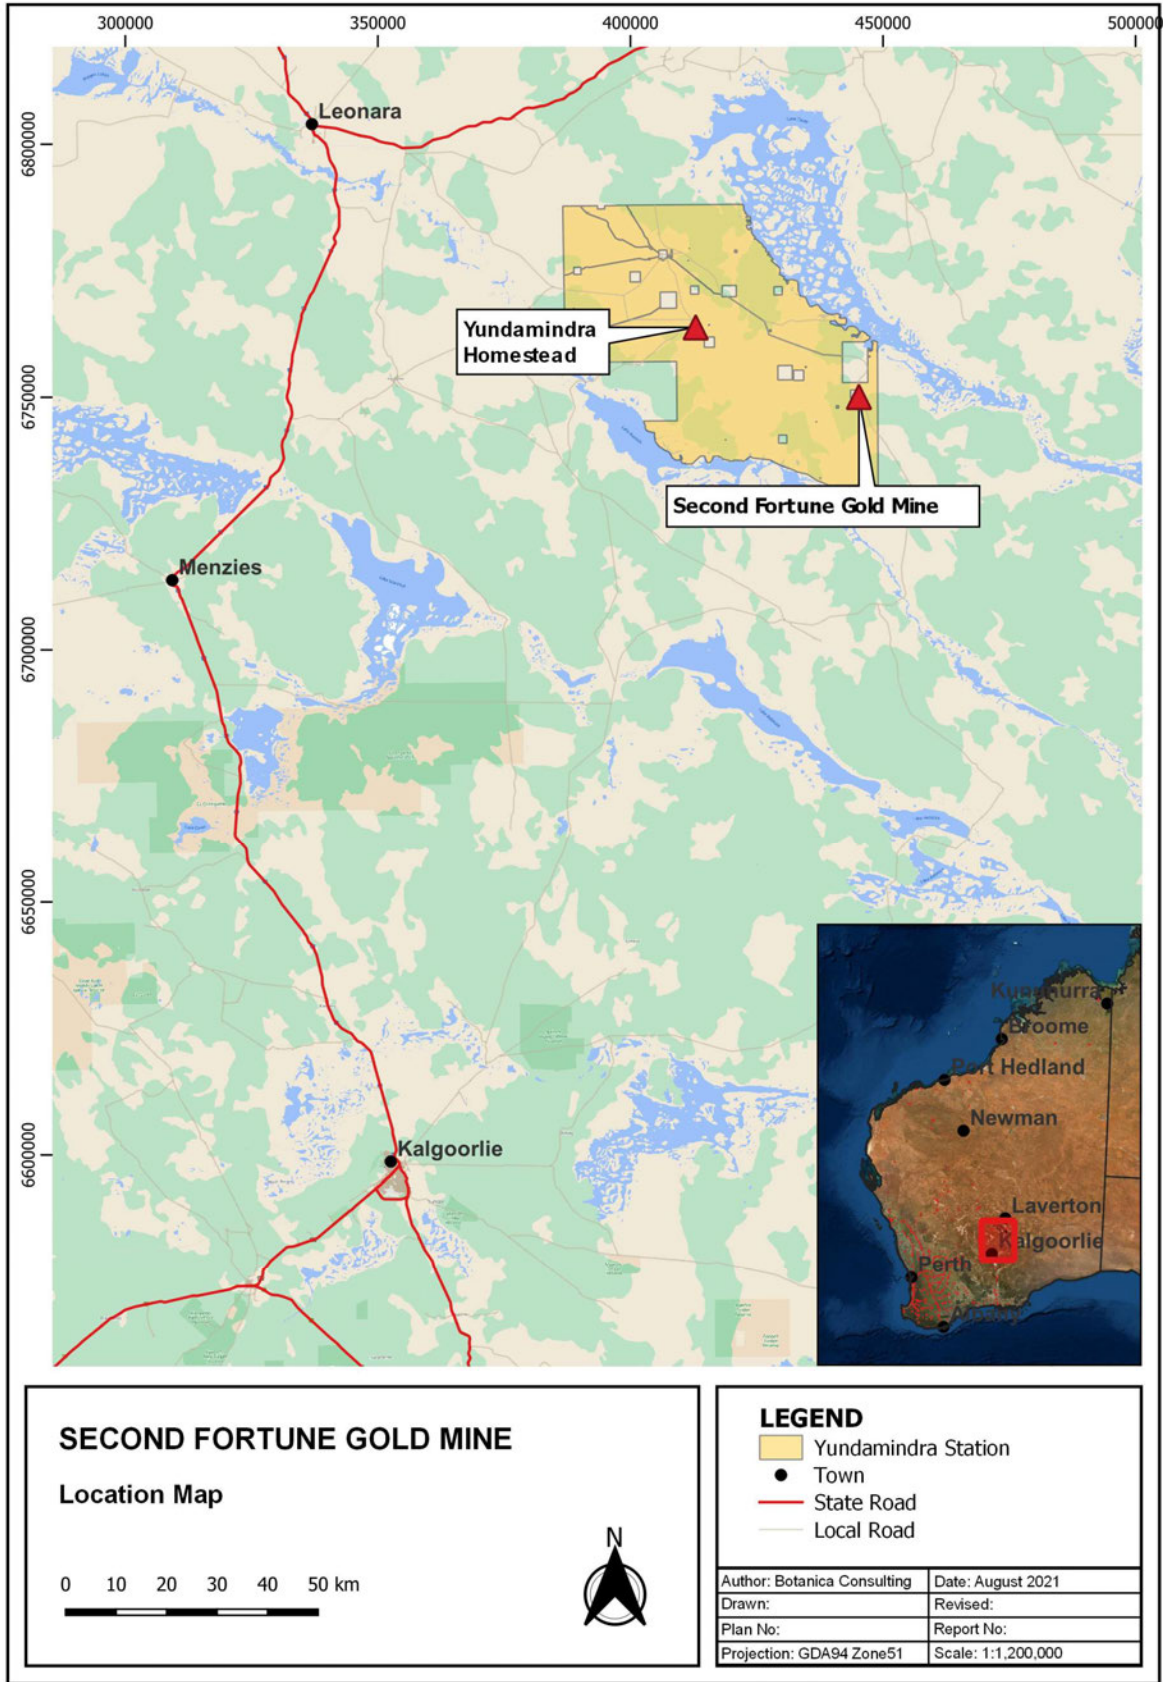 300000
350000
400000
450000
500000
6800000
6750000
6700000
6650000
6600000
Leonara
Yundamindra
Homestead
Second Fortune Gold Mine
Menzies
Kalgoorlie
Kununurra
Broome
Port Hedland
Newman
Laverton
Kalgoorlie
Perth
Albany
SECOND FORTUNE GOLD MINE
Location Map
0 10 20 30 40 50 km
N
LEGEND
Yundamindra Station
Town
State Road
Local Road
Author: Botanica Consulting
Date: August 2021
Drawn:
Revised:
Plan No:
Report No:
Projection: GDA94 Zone51
Scale: 1:1,200,000